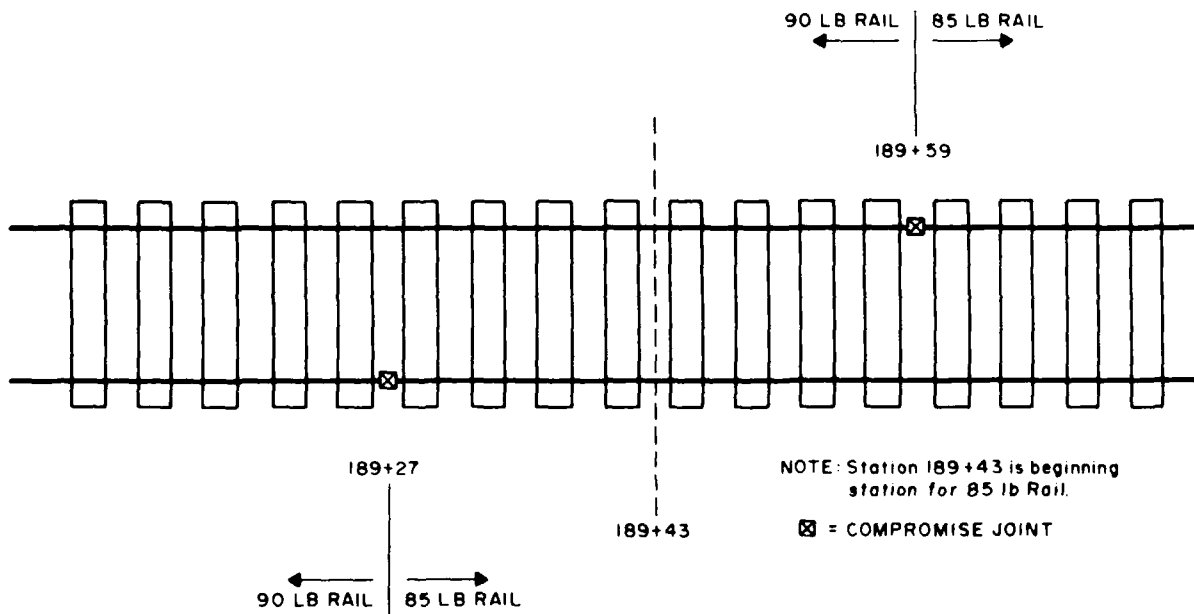 90 LB RAIL 85 LB RAIL
189+59
189+27
NOTE: Station 189+43 is beginning
station for 85 lb Rail.
189+43
= COMPROMISE JOINT
90 LB RAIL 85 LB RAIL